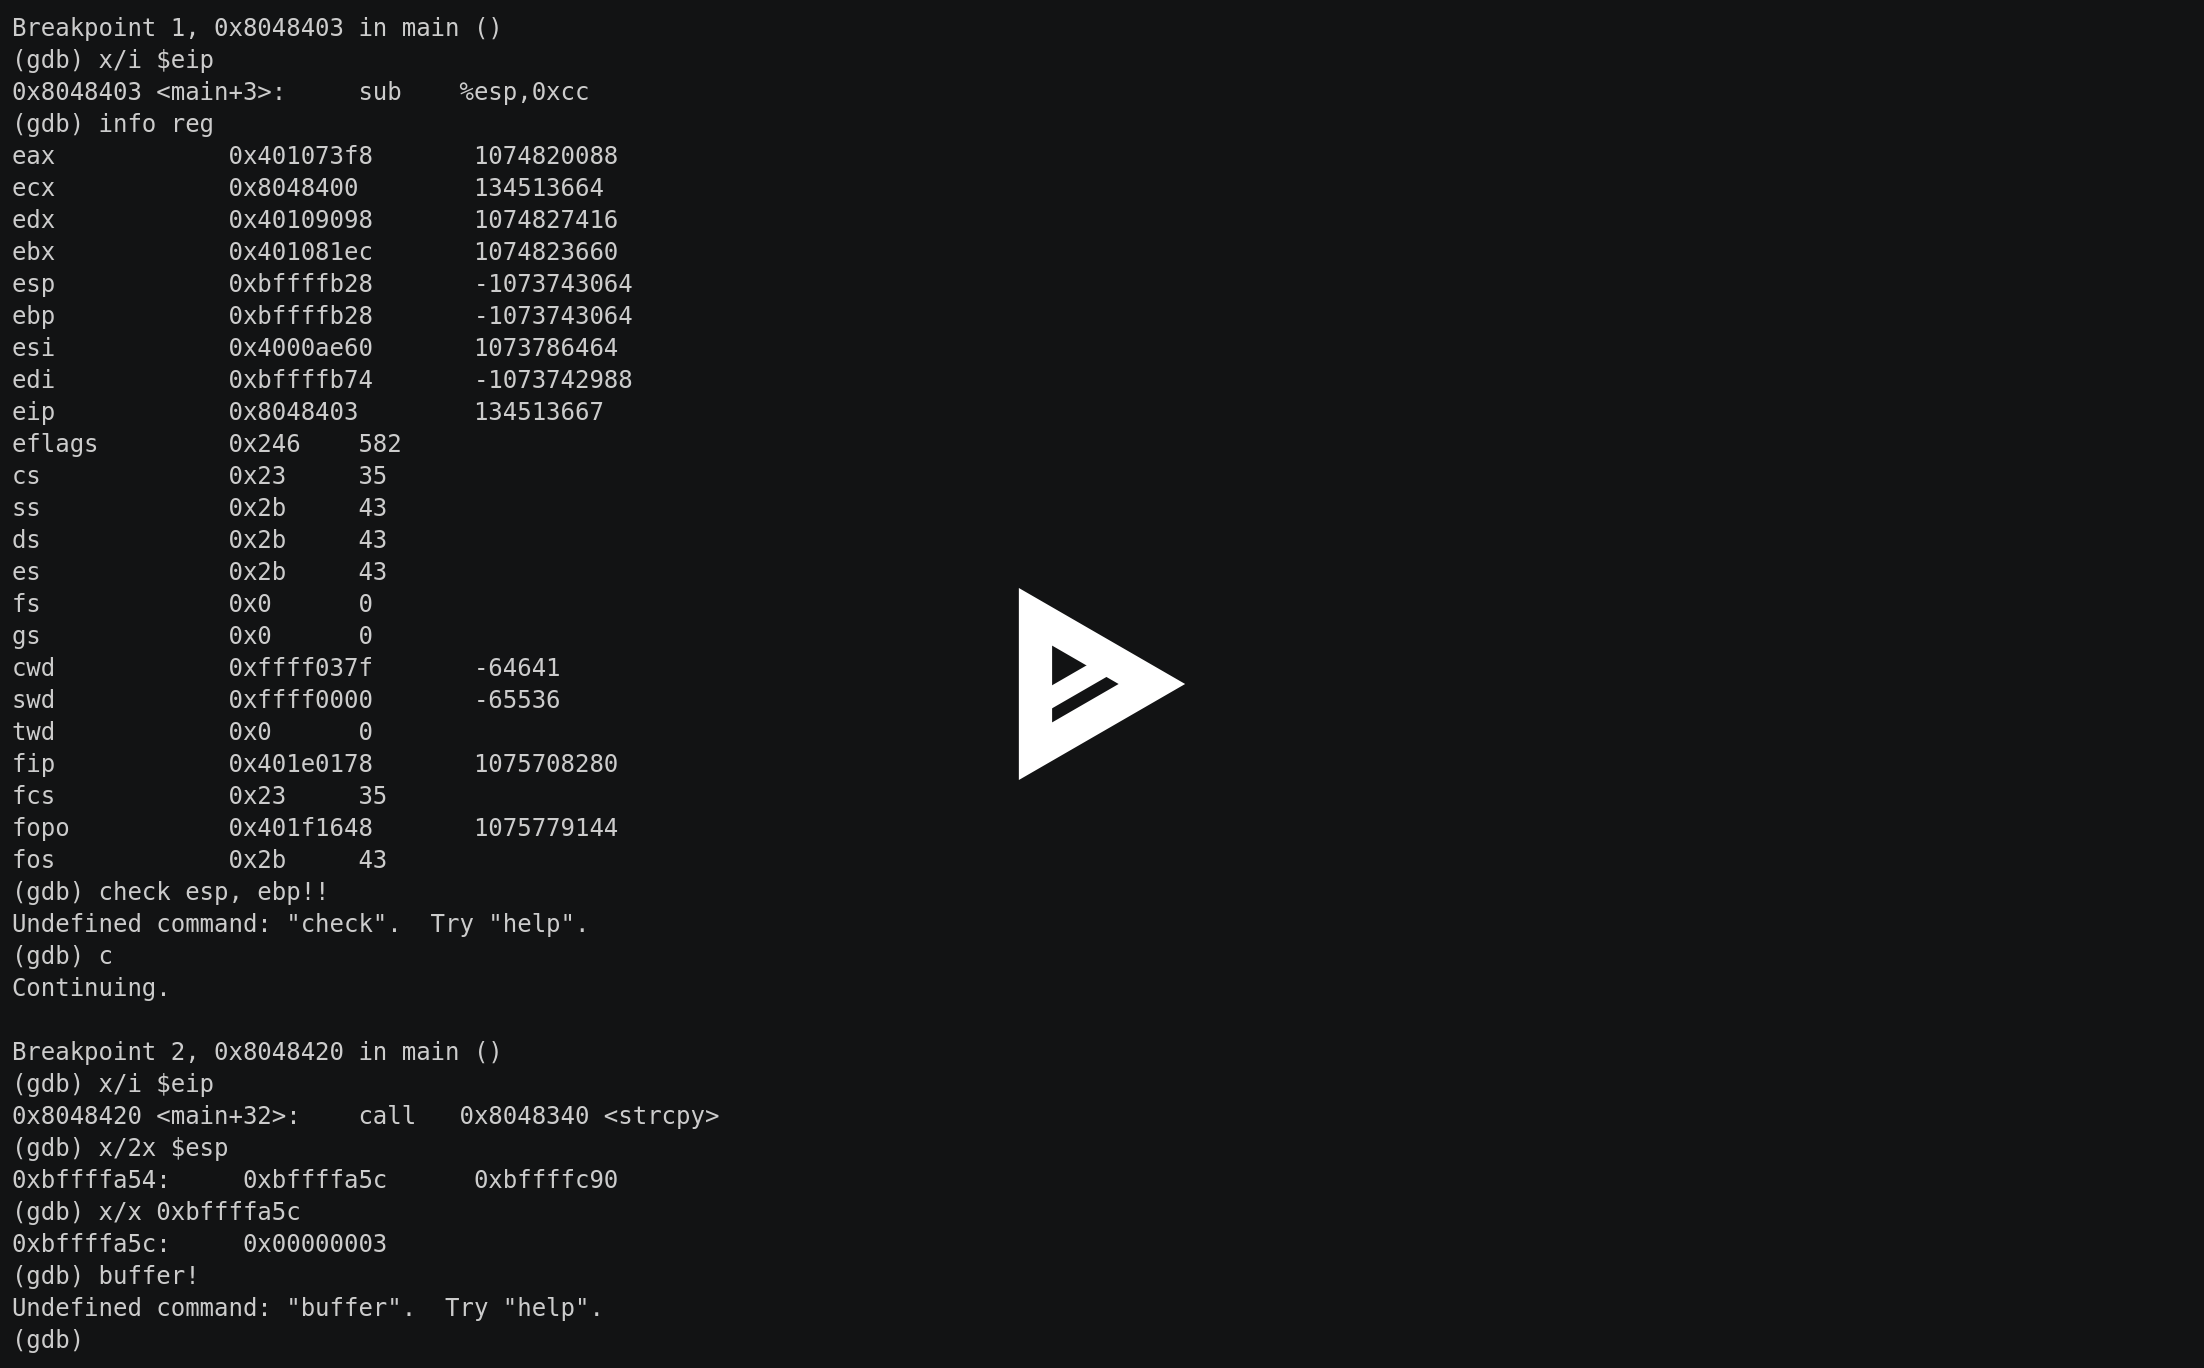 Breakpoint 1, 0x8048403 in main ()
(gdb) x/i $eip
0x8048403 <main+3>:     sub    %esp,0xcc
(gdb) info reg
eax            0x401073f8       1074820088
ecx            0x8048400        134513664
edx            0x40109098       1074827416
ebx            0x401081ec       1074823660
esp            0xbffffb28       -1073743064
ebp            0xbffffb28       -1073743064
esi            0x4000ae60       1073786464
edi            0xbffffb74       -1073742988
eip            0x8048403        134513667
eflags         0x246    582
cs             0x23     35
ss             0x2b     43
ds             0x2b     43
es             0x2b     43
fs             0x0      0
gs             0x0      0
cwd            0xffff037f       -64641
swd            0xffff0000       -65536
twd            0x0      0
fip            0x401e0178       1075708280
fcs            0x23     35
fopo           0x401f1648       1075779144
fos            0x2b     43
(gdb) check esp, ebp!!
Undefined command: "check".  Try "help".
(gdb) c
Continuing.

Breakpoint 2, 0x8048420 in main ()
(gdb) x/i $eip
0x8048420 <main+32>:    call   0x8048340 <strcpy>
(gdb) x/2x $esp
0xbffffa54:     0xbffffa5c      0xbffffc90
(gdb) x/x 0xbffffa5c
0xbffffa5c:     0x00000003
(gdb) buffer!
Undefined command: "buffer".  Try "help".
(gdb)